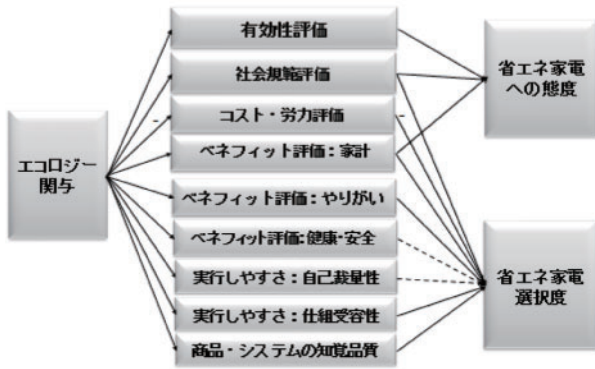 有効性評価
社会規範評価
コスト・労力評価
ベネフィット評価：家計
ベネフィット評価：やりがい
ベネフィット評価：健康・安全
実行しやすさ：自己裁量性
実行しやすさ：仕組受容性
商品・システムの知覚品質
エコロジー
関与
省エネ家電
への態度
省エネ家電
選択度